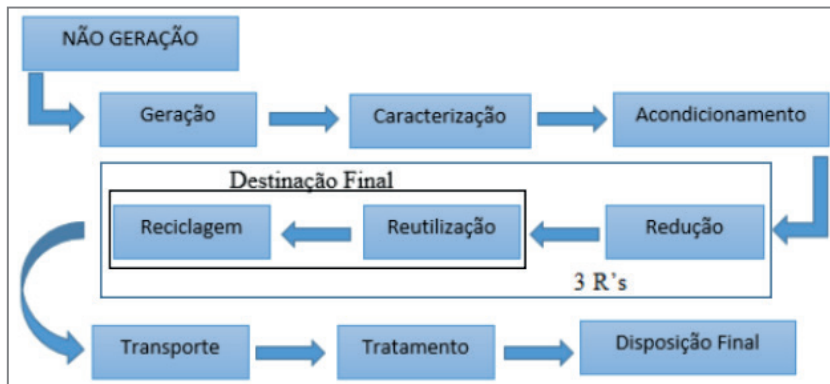 NÃO GERAÇÃO
Geração
Caracterização
Acondicionamento
Destinação Final
Reciclagem
Reutilização
Redução
3 R's
Transporte
Tratamento
Disposição Final